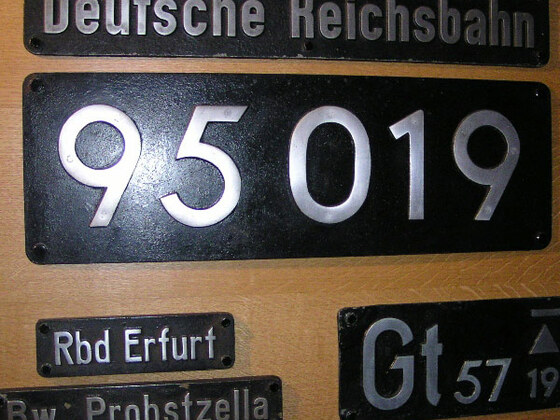 Deutsche Reichsbahn
95 019
Rbd Erfurt
Gt 57 19
Bw Probstzella